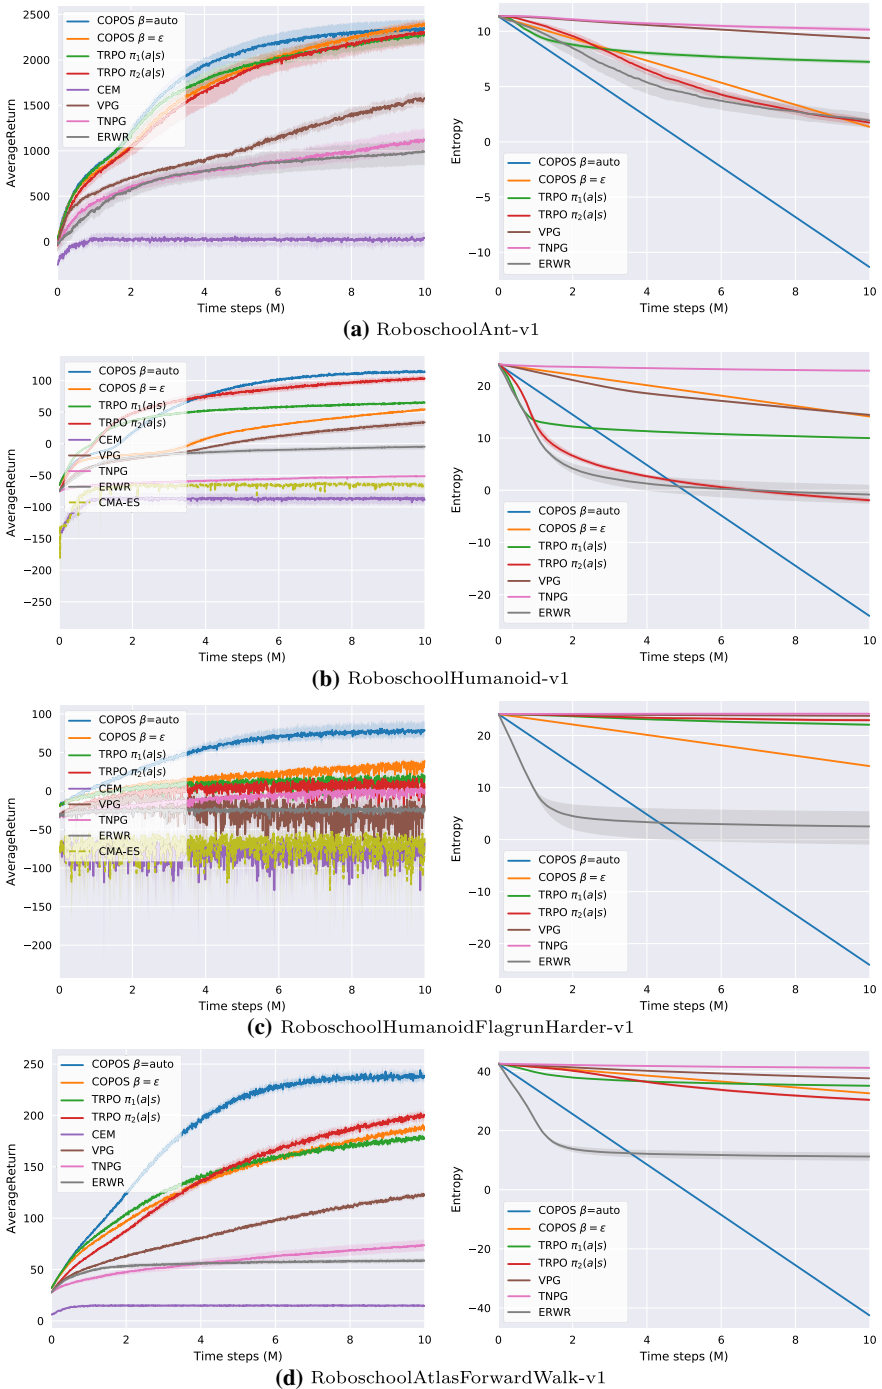 2500
2000
1500
1000
500
0
AverageReturn
COPOS β=auto
COPOS β = ε
TRPO π₁(a|s)
TRPO π₂(a|s)
CEM
VPG
TNPG
ERWR
0 2 4 6 8 10
Time steps (M)
10
5
0
−5
−10
Entropy
COPOS β=auto
COPOS β = ε
TRPO π₁(a|s)
TRPO π₂(a|s)
VPG
TNPG
ERWR
0 2 4 6 8 10
Time steps (M)
(a) RoboschoolAnt-v1
100
50
0
−50
−100
−150
−200
−250
AverageReturn
COPOS β=auto
COPOS β = ε
TRPO π₁(a|s)
TRPO π₂(a|s)
CEM
VPG
TNPG
ERWR
CMA-ES
0 2 4 6 8 10
Time steps (M)
20
10
0
−10
−20
Entropy
COPOS β=auto
COPOS β = ε
TRPO π₁(a|s)
TRPO π₂(a|s)
VPG
TNPG
ERWR
0 2 4 6 8 10
Time steps (M)
(b) RoboschoolHumanoid-v1
100
50
0
−50
−100
−150
−200
AverageReturn
COPOS β=auto
COPOS β = ε
TRPO π₁(a|s)
TRPO π₂(a|s)
CEM
VPG
TNPG
ERWR
CMA-ES
0 2 4 6 8 10
Time steps (M)
20
10
0
−10
−20
Entropy
COPOS β=auto
COPOS β = ε
TRPO π₁(a|s)
TRPO π₂(a|s)
VPG
TNPG
ERWR
0 2 4 6 8 10
Time steps (M)
(c) RoboschoolHumanoidFlagrunHarder-v1
250
200
150
100
50
0
AverageReturn
COPOS β=auto
COPOS β = ε
TRPO π₁(a|s)
TRPO π₂(a|s)
CEM
VPG
TNPG
ERWR
0 2 4 6 8 10
Time steps (M)
40
20
0
−20
−40
Entropy
COPOS β=auto
COPOS β = ε
TRPO π₁(a|s)
TRPO π₂(a|s)
VPG
TNPG
ERWR
0 2 4 6 8 10
Time steps (M)
(d) RoboschoolAtlasForwardWalk-v1